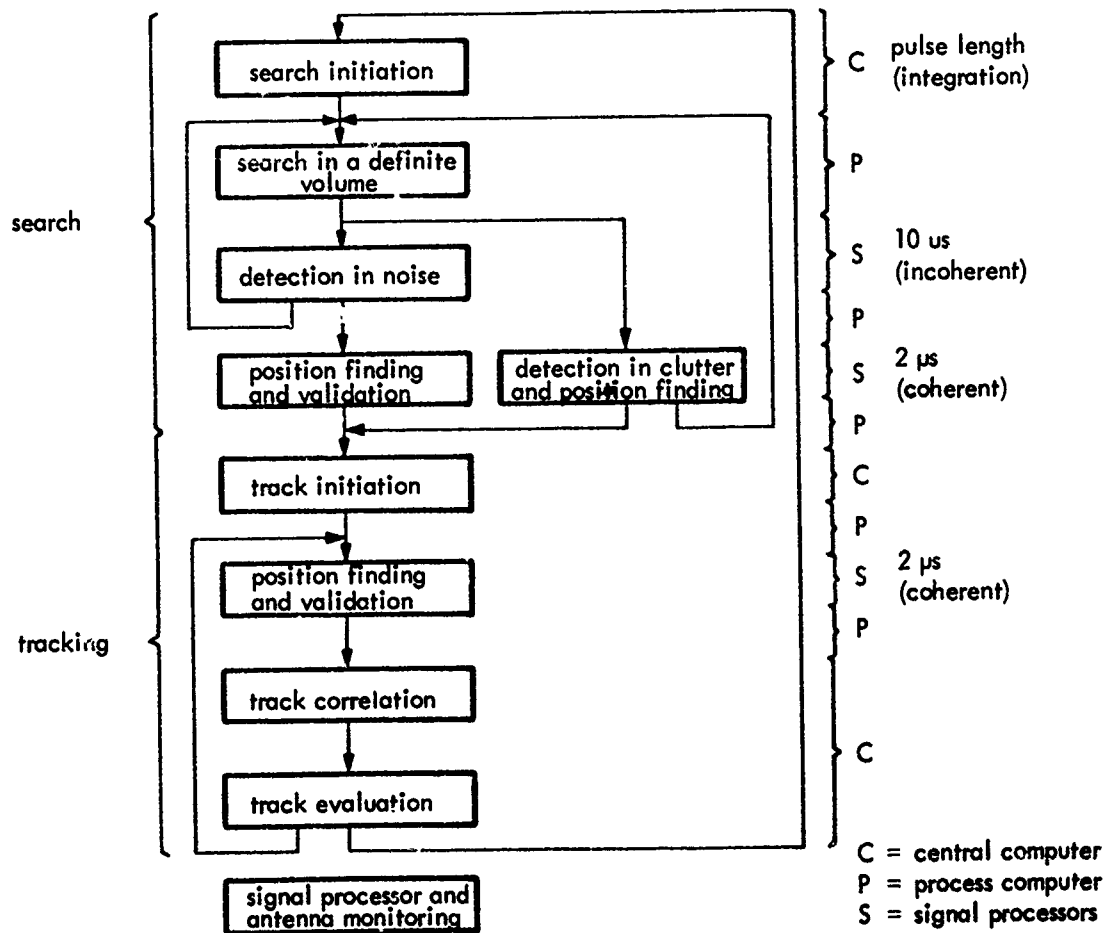 search initiation
C
pulse length
(integration)
search in a definite
volume
P
search
detection in noise
S
10 us
(incoherent)
P
position finding
and validation
detection in clutter
and position finding
S
2 µs
(coherent)
P
track initiation
C
P
position finding
and validation
S
2 µs
(coherent)
tracking
P
track correlation
C
track evaluation
C = central computer
P = process computer
S = signal processors
signal processor and
antenna monitoring